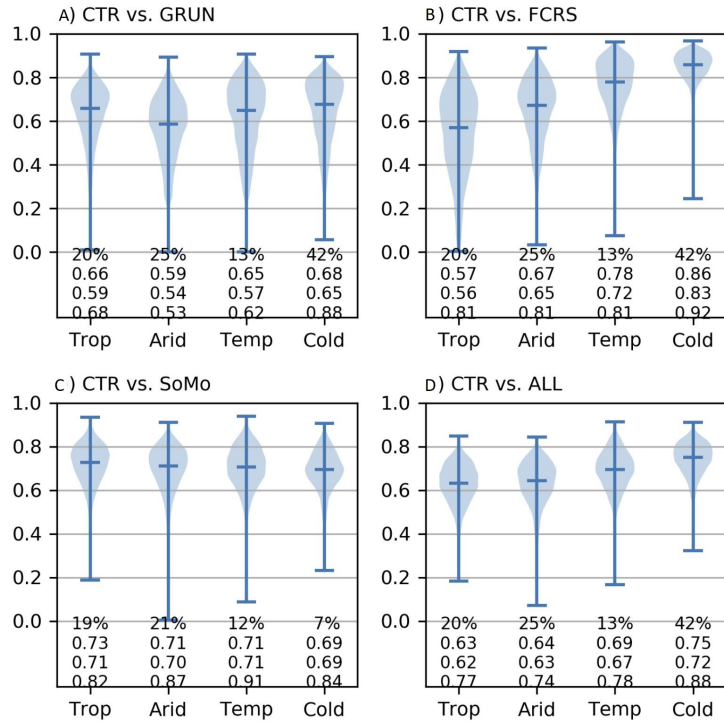 A) CTR vs. GRUN
1.0
0.8
0.6
0.4
0.2
0.0
20% 25% 13% 42%
0.66 0.59 0.65 0.68
0.59 0.54 0.57 0.65
0.68 0.53 0.62 0.88
Trop Arid Temp Cold
B) CTR vs. FCRS
1.0
0.8
0.6
0.4
0.2
0.0
20% 25% 13% 42%
0.57 0.67 0.78 0.86
0.56 0.65 0.72 0.83
0.81 0.81 0.81 0.92
Trop Arid Temp Cold
C) CTR vs. SoMo
1.0
0.8
0.6
0.4
0.2
0.0
19% 21% 12% 7%
0.73 0.71 0.71 0.69
0.71 0.70 0.71 0.69
0.82 0.87 0.91 0.84
Trop Arid Temp Cold
D) CTR vs. ALL
1.0
0.8
0.6
0.4
0.2
0.0
20% 25% 13% 42%
0.63 0.64 0.69 0.75
0.62 0.63 0.67 0.72
0.77 0.74 0.78 0.88
Trop Arid Temp Cold